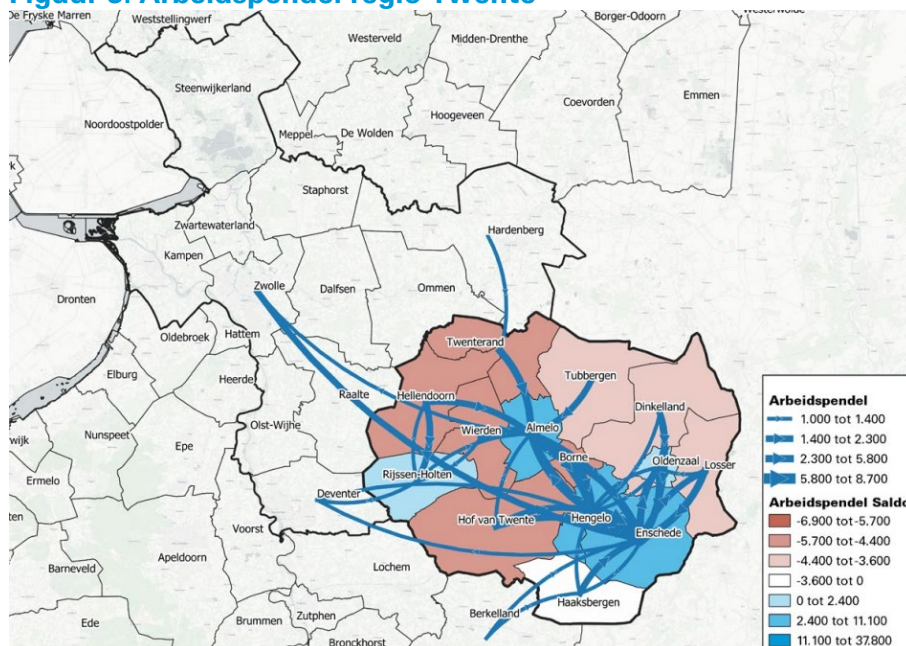 Figuur 3. Arbeidspendel regio Twente
De Fryske Marren
Weststellingwerf
Westerveld
Midden-Drenthe
Borger-Odoorn
Westerwolde
Steenwijkerland
Noordoostpolder
Meppel
De Wolden
Hoogeveen
Coevorden
Emmen
Staphorst
Zwartewaterland
Hardenberg
Kampen
Zwolle
Dalfsen
Ommen
Dronten
Oldebroek
Hattem
Twenterand
Elburg
Heerde
Raalte
Hellendoorn
Tubbergen
Dinkelland
Nunspeet
Epe
Olst-Wijhe
Wierden
Almelo
Borne
Oldenzaal
Losser
Ermelo
Rijssen-Holten
Deventer
Hof van Twente
Hengelo
Enschede
Voorst
Apeldoorn
Barneveld
Lochem
Haaksbergen
Berkelland
Ede
Brummen
Zutphen
Bronckhorst
Arbeidspendel
1.000 tot 1.400
1.400 tot 2.300
2.300 tot 5.800
5.800 tot 8.700
Arbeidspendel Saldo
-6.900 tot -5.700
-5.700 tot -4.400
-4.400 tot -3.600
-3.600 tot 0
0 tot 2.400
2.400 tot 11.100
11.100 tot 37.800